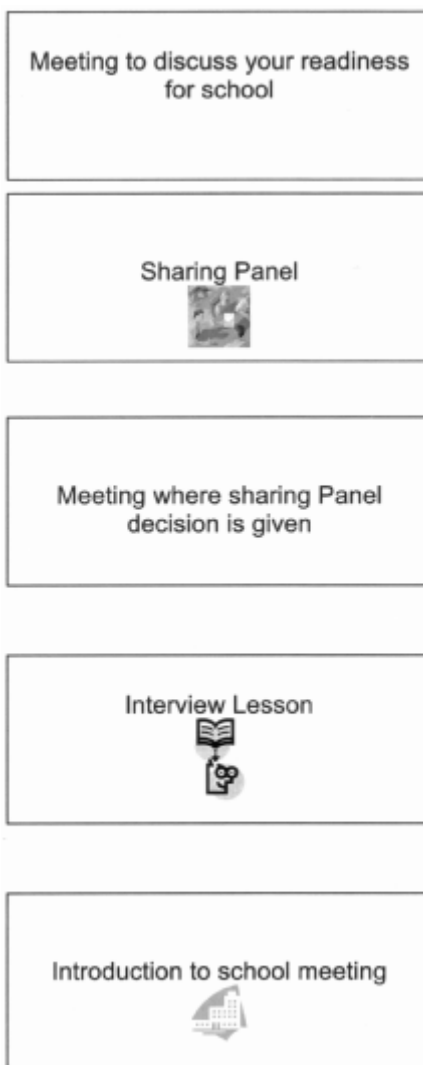 Meeting to discuss your readiness
for school
Sharing Panel
Meeting where sharing Panel
decision is given
Interview Lesson
Introduction to school meeting